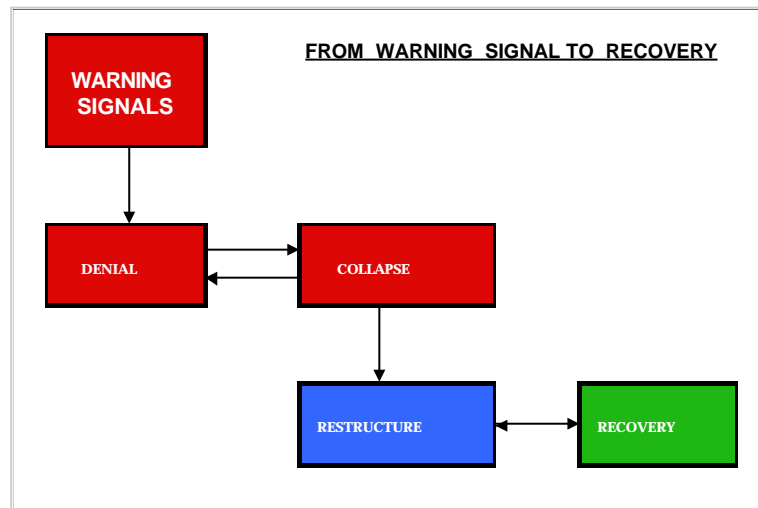 FROM WARNING SIGNAL TO RECOVERY
WARNING
SIGNALS
DENIAL
COLLAPSE
RESTRUCTURE
RECOVERY